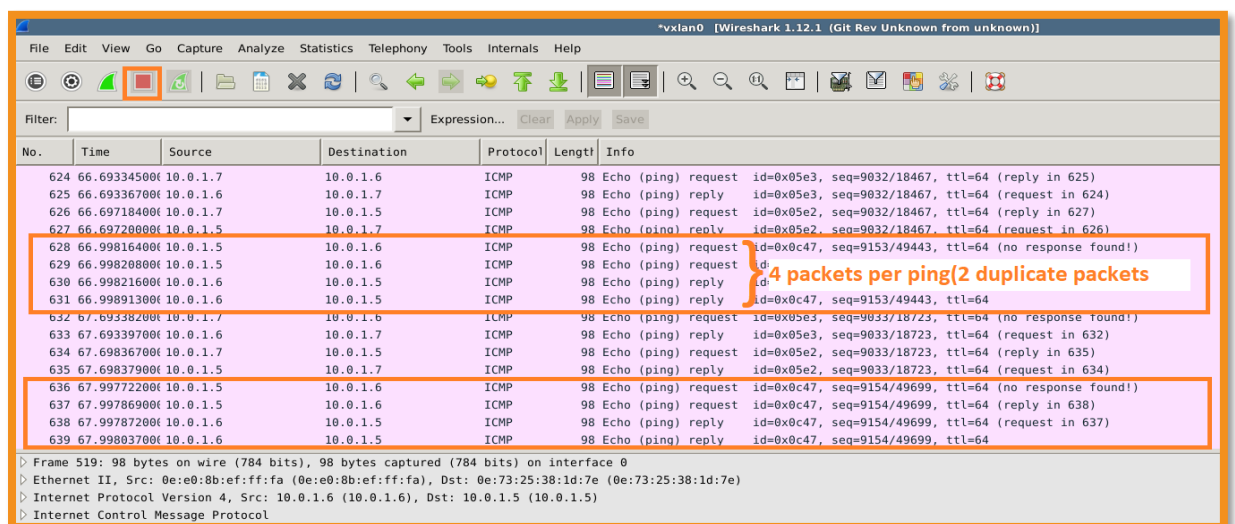 *vxlan0 [Wireshark 1.12.1 (Git Rev Unknown from unknown)]
File Edit View Go Capture Analyze Statistics Telephony Tools Internals Help
Filter: Expression... Clear Apply Save
No. Time Source Destination Protocol Length Info
624 66.69334500 10.0.1.7 10.0.1.6 ICMP 98 Echo (ping) request id=0x05e3, seq=9032/18467, ttl=64 (reply in 625)
625 66.69336700 10.0.1.6 10.0.1.7 ICMP 98 Echo (ping) reply id=0x05e3, seq=9032/18467, ttl=64 (request in 624)
626 66.69718400 10.0.1.7 10.0.1.5 ICMP 98 Echo (ping) request id=0x05e2, seq=9032/18467, ttl=64 (reply in 627)
627 66.69720000 10.0.1.5 10.0.1.7 ICMP 98 Echo (ping) reply id=0x05e2, seq=9032/18467, ttl=64 (request in 626)
628 66.99816400 10.0.1.5 10.0.1.6 ICMP 98 Echo (ping) request id=0x0c47, seq=9153/49443, ttl=64 (no response found!)
629 66.99820800 10.0.1.5 10.0.1.6 ICMP 98 Echo (ping) request
4 packets per ping(2 duplicate packets
630 66.99821600 10.0.1.6 10.0.1.5 ICMP 98 Echo (ping) reply
631 66.99891300 10.0.1.6 10.0.1.5 ICMP 98 Echo (ping) reply id=0x0c47, seq=9153/49443, ttl=64
632 67.69338200 10.0.1.7 10.0.1.6 ICMP 98 Echo (ping) request id=0x05e3, seq=9033/18723, ttl=64 (no response found!)
633 67.69339700 10.0.1.6 10.0.1.7 ICMP 98 Echo (ping) reply id=0x05e3, seq=9033/18723, ttl=64 (request in 632)
634 67.69836700 10.0.1.7 10.0.1.5 ICMP 98 Echo (ping) request id=0x05e2, seq=9033/18723, ttl=64 (reply in 635)
635 67.69837900 10.0.1.5 10.0.1.7 ICMP 98 Echo (ping) reply id=0x05e2, seq=9033/18723, ttl=64 (request in 634)
636 67.99772200 10.0.1.5 10.0.1.6 ICMP 98 Echo (ping) request id=0x0c47, seq=9154/49699, ttl=64 (no response found!)
637 67.99786900 10.0.1.5 10.0.1.6 ICMP 98 Echo (ping) request id=0x0c47, seq=9154/49699, ttl=64 (reply in 638)
638 67.99787200 10.0.1.6 10.0.1.5 ICMP 98 Echo (ping) reply id=0x0c47, seq=9154/49699, ttl=64 (request in 637)
639 67.99803700 10.0.1.6 10.0.1.5 ICMP 98 Echo (ping) reply id=0x0c47, seq=9154/49699, ttl=64
Frame 519: 98 bytes on wire (784 bits), 98 bytes captured (784 bits) on interface 0
Ethernet II, Src: 0e:e0:8b:ef:ff:fa (0e:e0:8b:ef:ff:fa), Dst: 0e:73:25:38:1d:7e (0e:73:25:38:1d:7e)
Internet Protocol Version 4, Src: 10.0.1.6 (10.0.1.6), Dst: 10.0.1.5 (10.0.1.5)
Internet Control Message Protocol